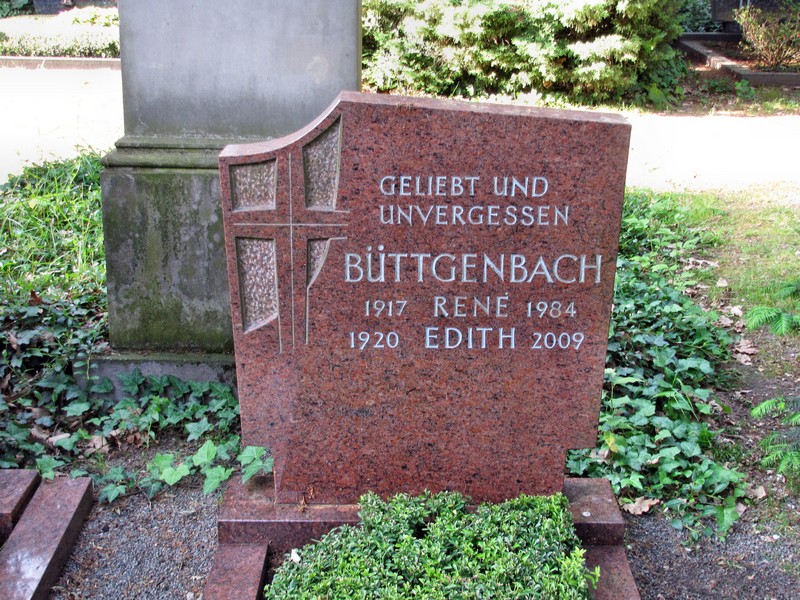 GELIEBT UND
UNVERGESSEN
BÜTTGENBACH
1917 RENÉ 1984
1920 EDITH 2009